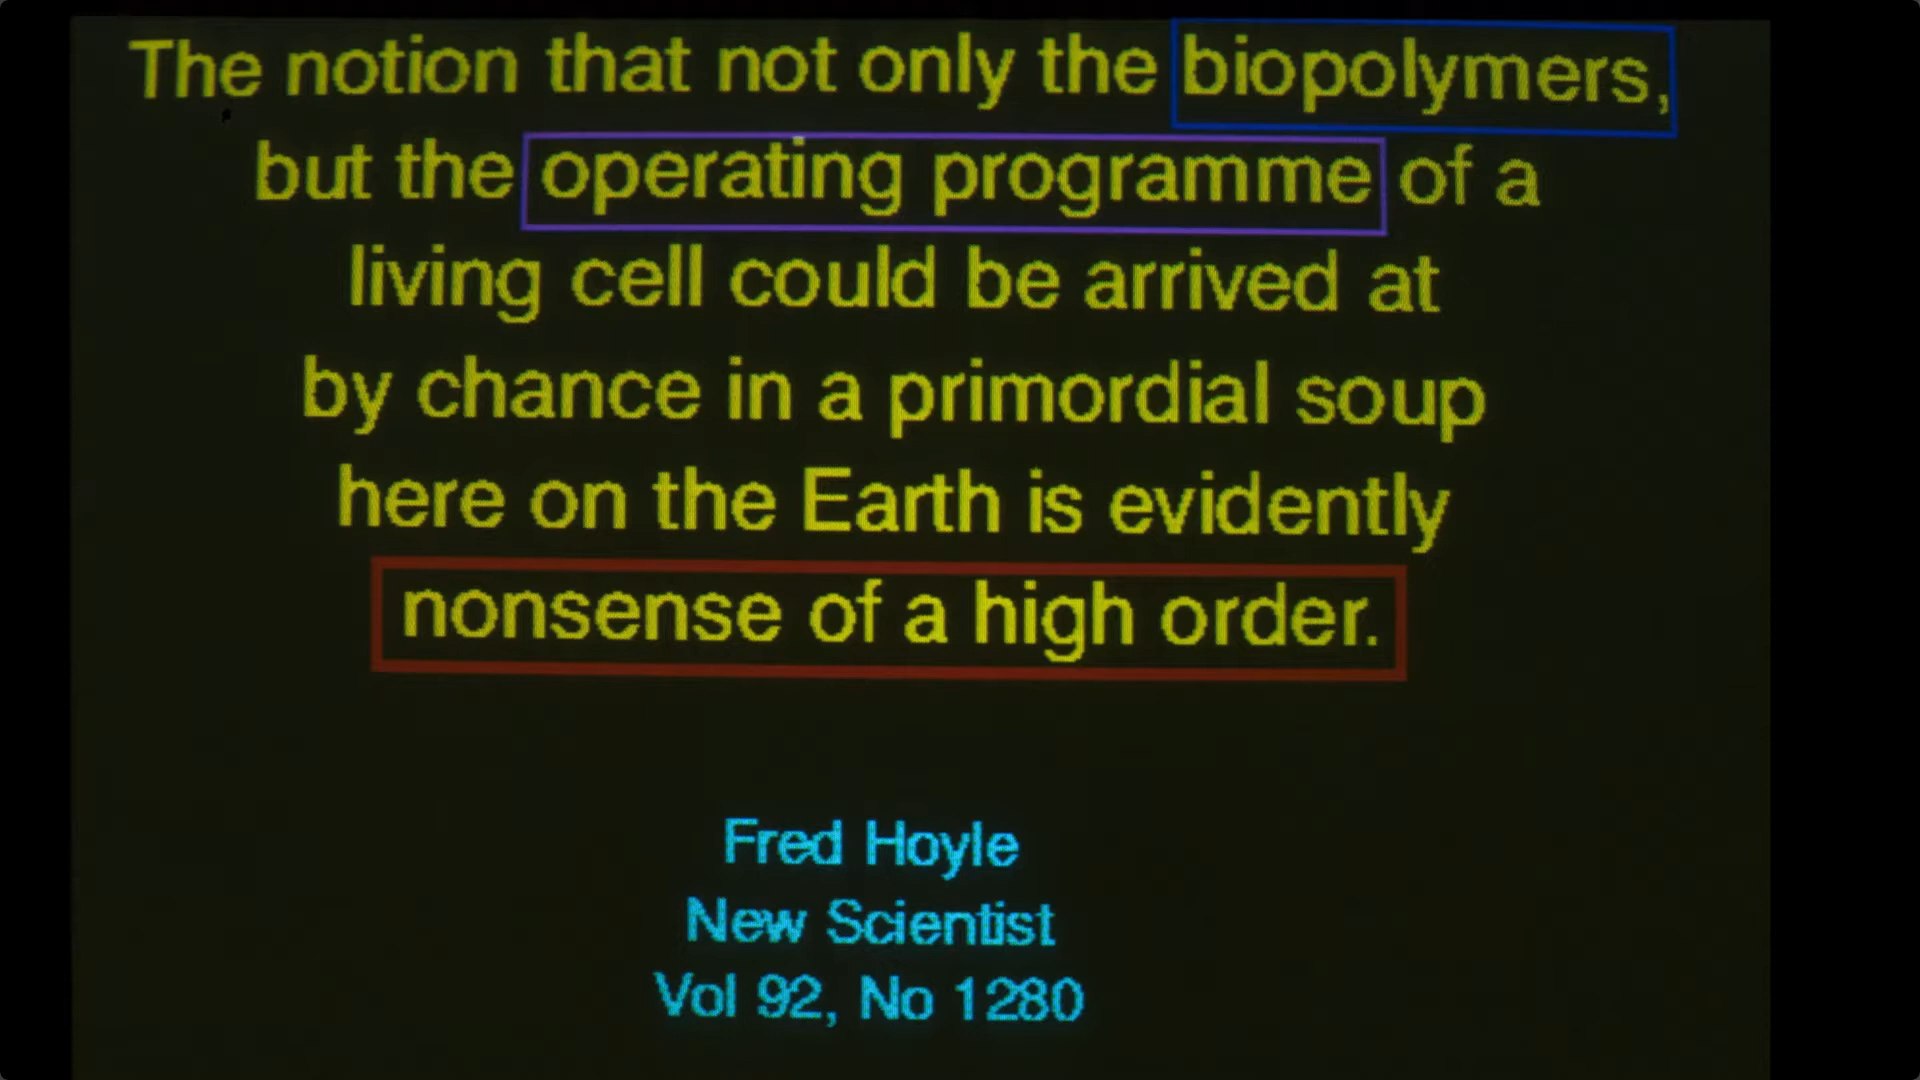 The notion that not only the biopolymers,
but the operating programme of a
living cell could be arrived at
by chance in a primordial soup
here on the Earth is evidently
nonsense of a high order.
Fred Hoyle
New Scientist
Vol 92, No 1280